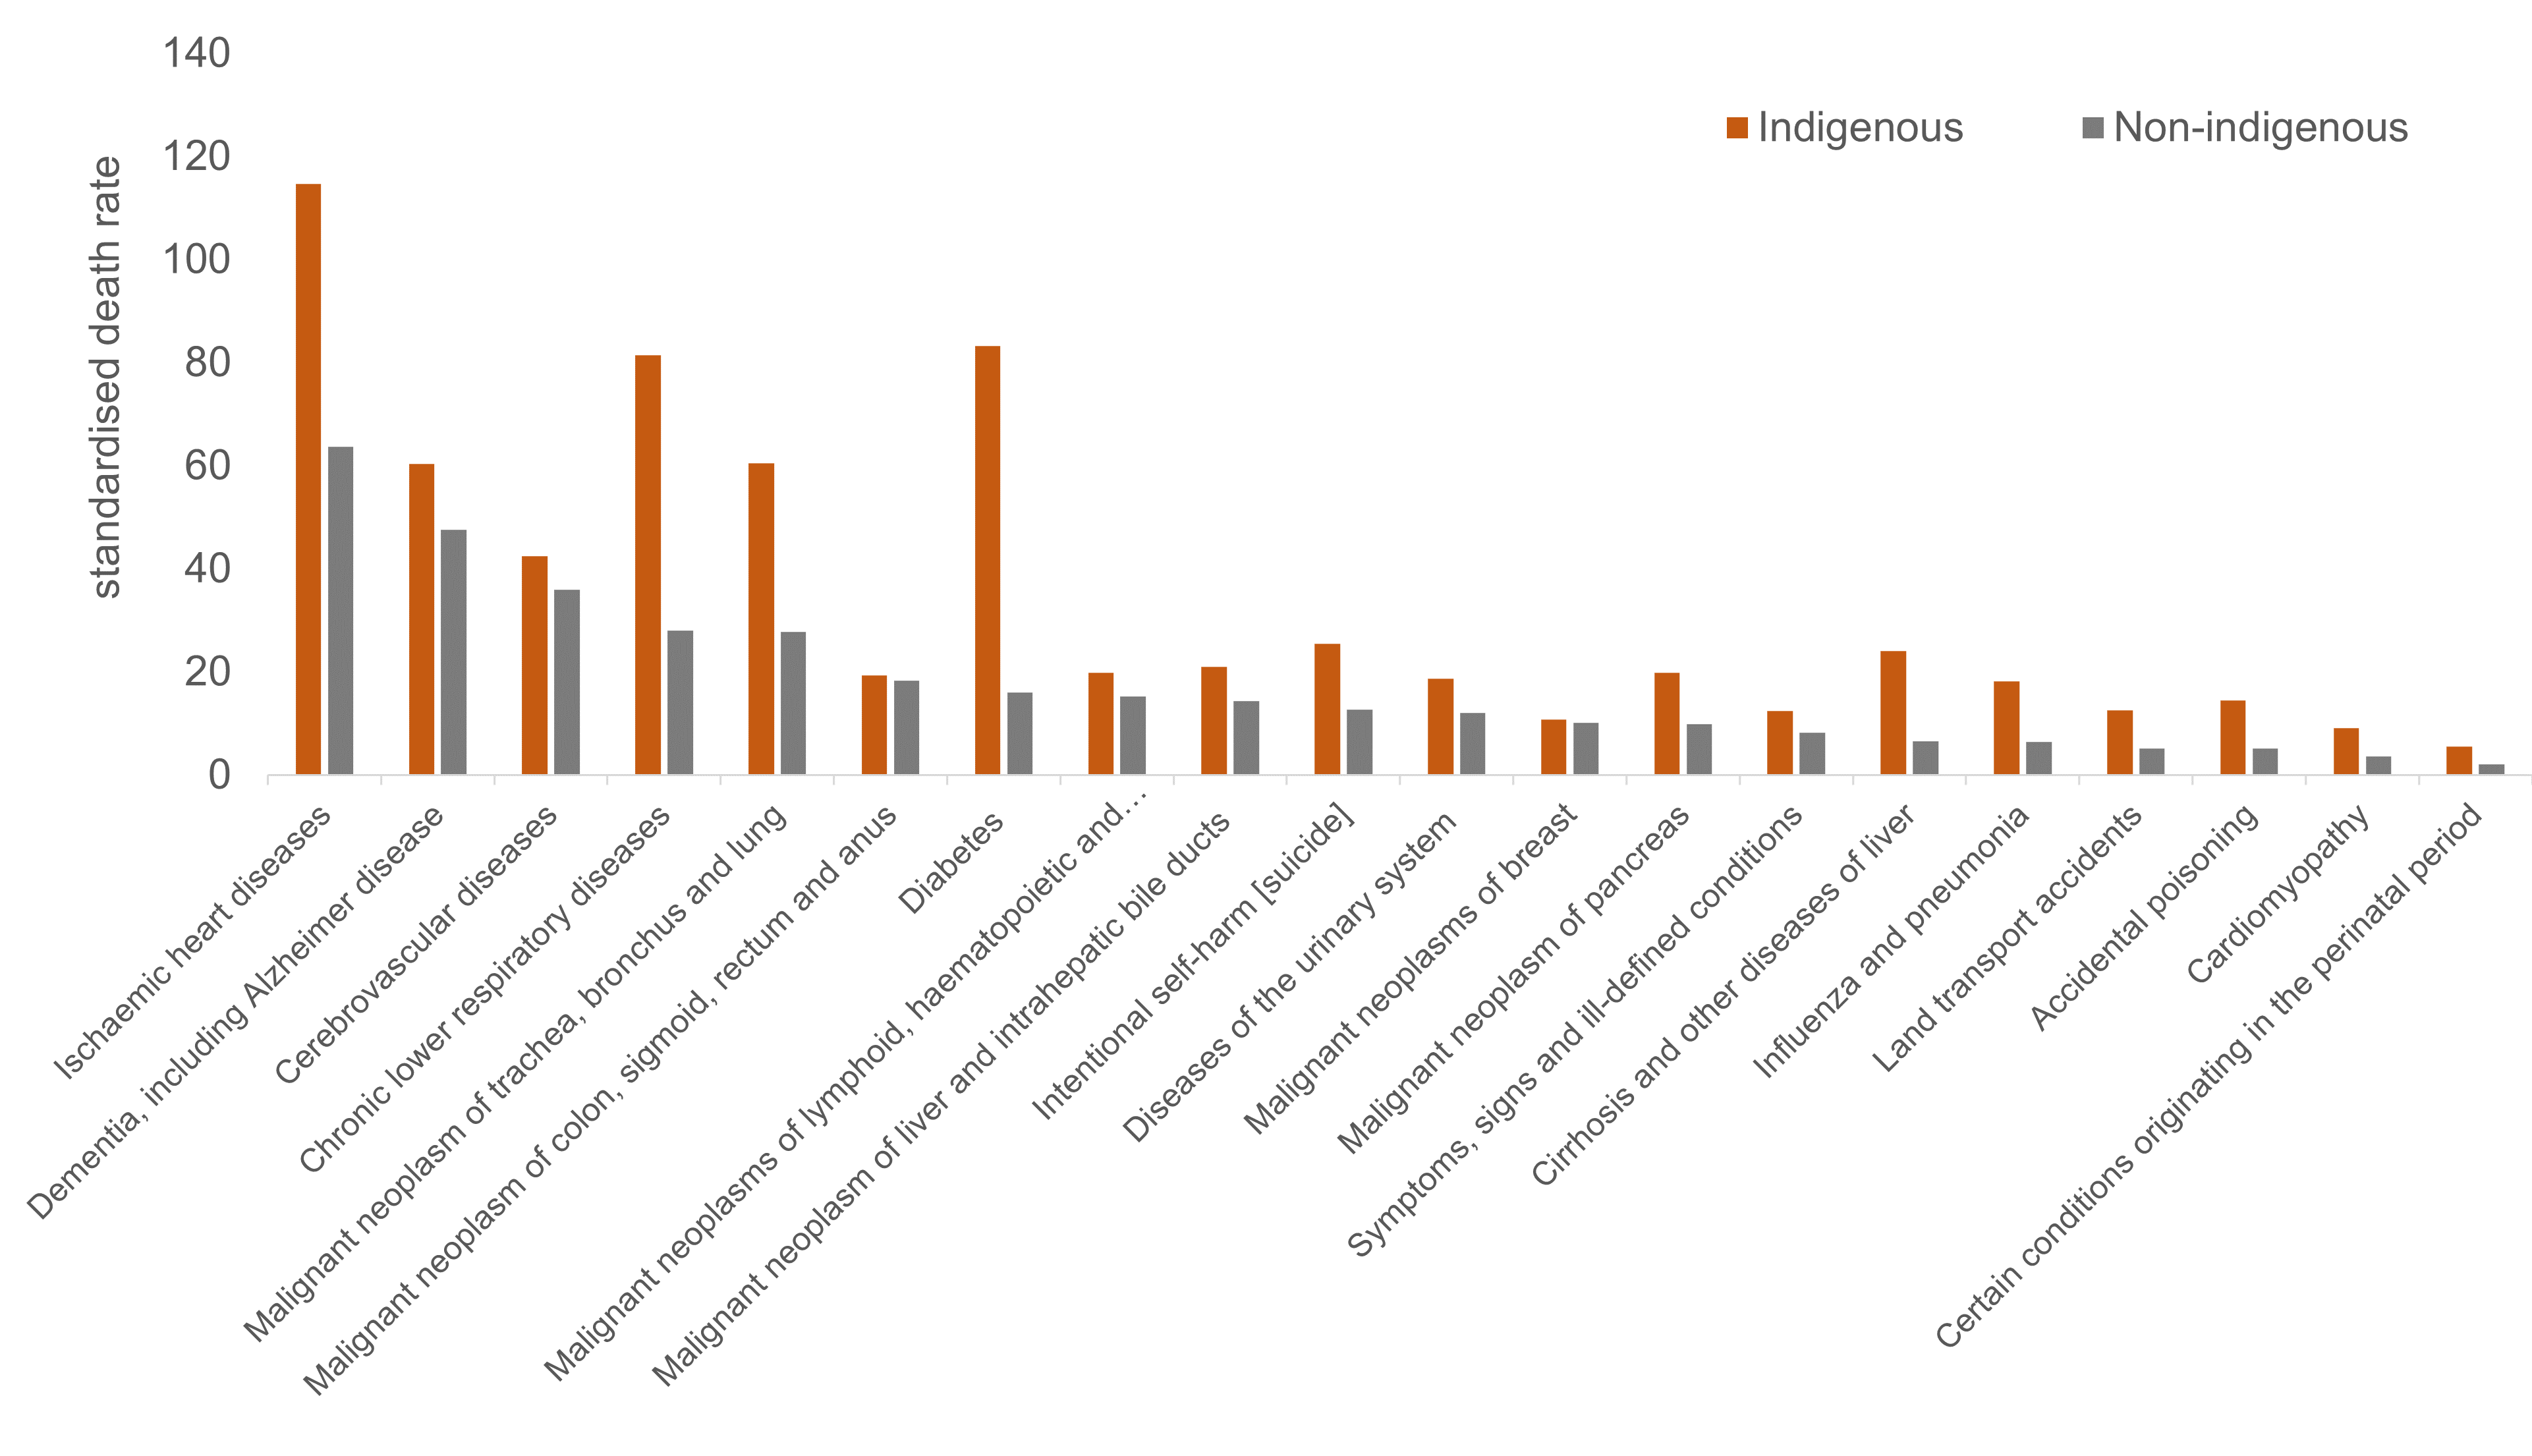 140
120
100
80
60
40
20
0
standardised death rate
Indigenous
Non-indigenous
Ischaemic heart diseases
Dementia, including Alzheimer disease
Cerebrovascular diseases
Chronic lower respiratory diseases
Malignant neoplasm of trachea, bronchus and lung
Malignant neoplasm of colon, sigmoid, rectum and anus
Diabetes
Malignant neoplasms of lymphoid, haematopoietic and…
Malignant neoplasm of liver and intrahepatic bile ducts
Intentional self-harm [suicide]
Diseases of the urinary system
Malignant neoplasms of breast
Malignant neoplasm of pancreas
Symptoms, signs and ill-defined conditions
Cirrhosis and other diseases of liver
Influenza and pneumonia
Land transport accidents
Accidental poisoning
Cardiomyopathy
Certain conditions originating in the perinatal period